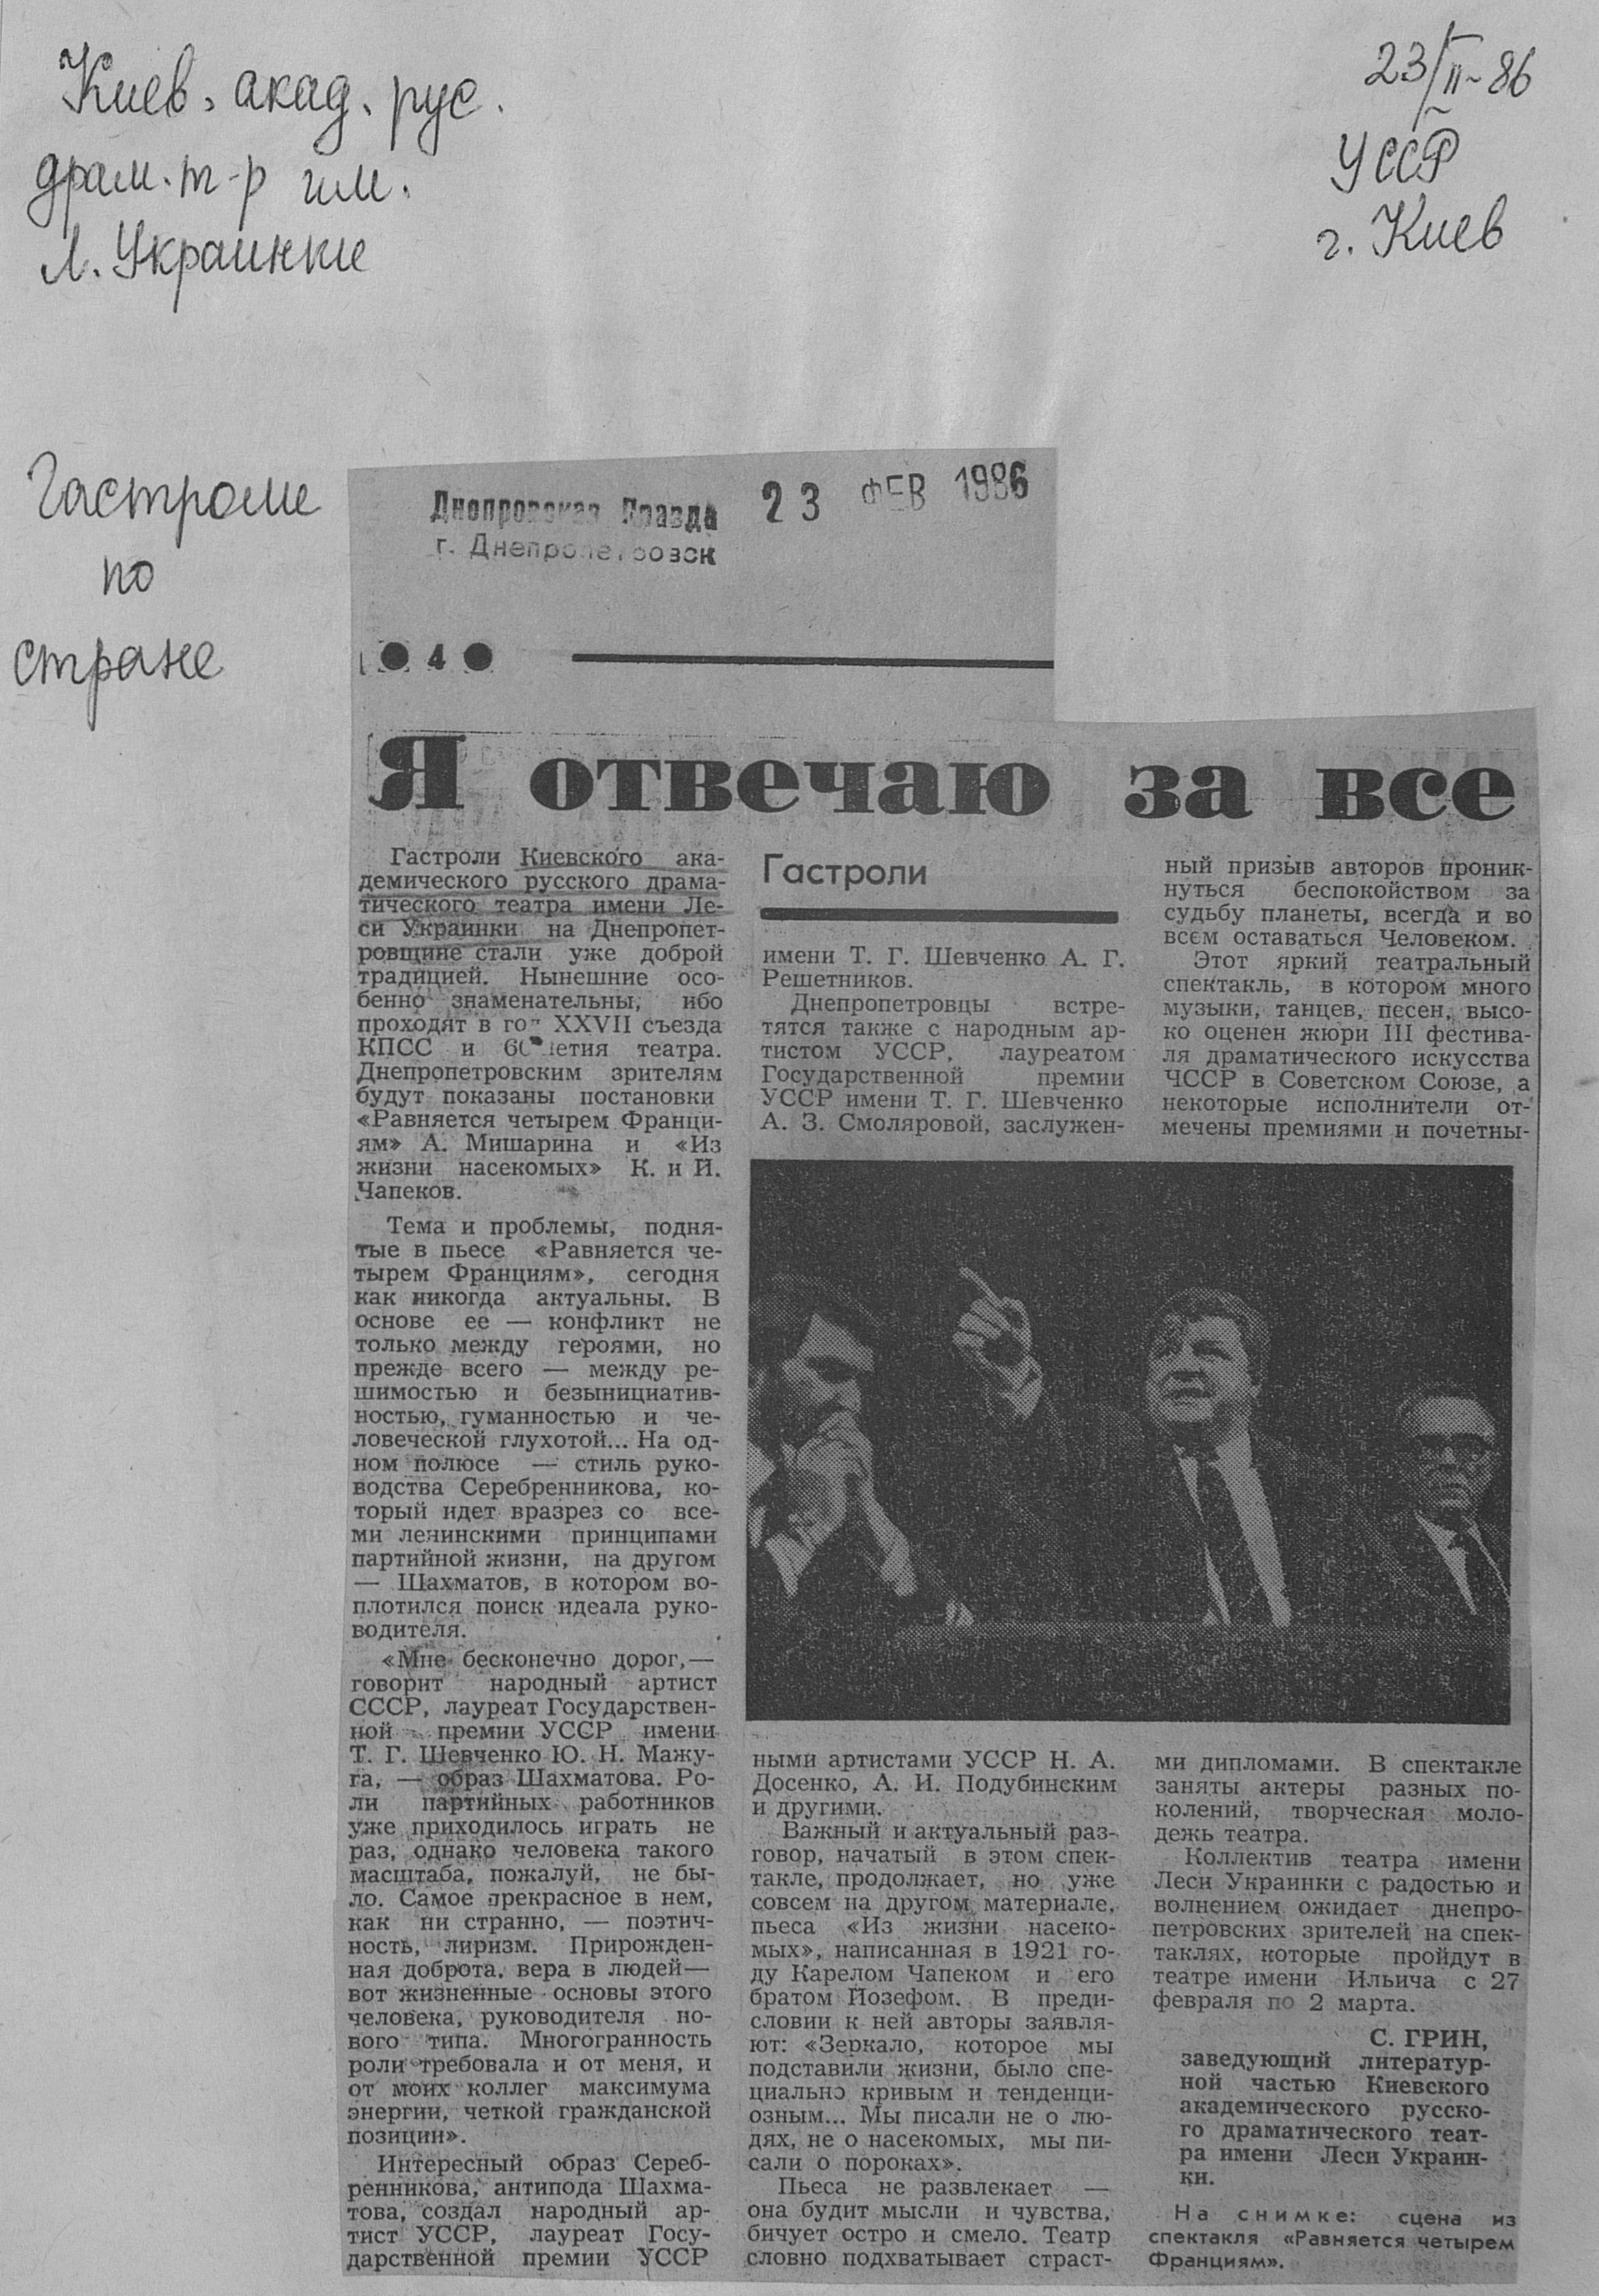 Киев. акад. рус.
драм. т-р им.
Л. Украинки
23/II-86
УССР
г. Киев
Гастроли
по
стране
Днепровская Правда
г. Днепропетровск
23 ФЕВ 1986
● 4 ●
Я отвечаю за все
Гастроли Киевского ака-
демического русского драма-
тического театра имени Ле-
си Украинки на Днепропет-
ровщине стали уже доброй
традицией. Нынешние осо-
бенно знаменательны, ибо
проходят в год XXVII съезда
КПСС и 60-летия театра.
Днепропетровским зрителям
будут показаны постановки
«Равняется четырем Франци-
ям» А. Мишарина и «Из
жизни насекомых» К. и Й.
Чапеков.
Тема и проблемы, подня-
тые в пьесе «Равняется че-
тырем Франциям», сегодня
как никогда актуальны. В
основе ее — конфликт не
только между героями, но
прежде всего — между ре-
шимостью и безынициатив-
ностью, гуманностью и че-
ловеческой глухотой... На од-
ном полюсе — стиль руко-
водства Серебренникова, ко-
торый идет вразрез со все-
ми ленинскими принципами
партийной жизни, на другом
— Шахматов, в котором во-
плотился поиск идеала руко-
водителя.
«Мне бесконечно дорог,—
говорит народный артист
СССР, лауреат Государствен-
ной премии УССР имени
Т. Г. Шевченко Ю. Н. Мажу-
га, — образ Шахматова. Ро-
ли партийных работников
уже приходилось играть не
раз, однако человека такого
масштаба, пожалуй, не бы-
ло. Самое прекрасное в нем,
как ни странно, — поэтич-
ность, лиризм. Прирожден-
ная доброта, вера в людей—
вот жизненные основы этого
человека, руководителя но-
вого типа. Многогранность
роли требовала и от меня, и
от моих коллег максимума
энергии, четкой гражданской
позиции».
Интересный образ Сереб-
ренникова, антипода Шахма-
това, создал народный ар-
тист УССР, лауреат Госу-
дарственной премии УССР
Гастроли
имени Т. Г. Шевченко А. Г.
Решетников.
Днепропетровцы встре-
тятся также с народным ар-
тистом УССР, лауреатом
Государственной премии
УССР имени Т. Г. Шевченко
А. З. Смоляровой, заслужен-
ными артистами УССР Н. А.
Досенко, А. И. Подубинским
и другими.
Важный и актуальный раз-
говор, начатый в этом спек-
такле, продолжает, но уже
совсем на другом материале,
пьеса «Из жизни насеко-
мых», написанная в 1921 го-
ду Карелом Чапеком и его
братом Йозефом. В преди-
словии к ней авторы заявля-
ют: «Зеркало, которое мы
подставили жизни, было спе-
циально кривым и тенденци-
озным... Мы писали не о лю-
дях, не о насекомых, мы пи-
сали о пороках».
Пьеса не развлекает —
она будит мысли и чувства,
бичует остро и смело. Театр
словно подхватывает страст-
ный призыв авторов проник-
нуться беспокойством за
судьбу планеты, всегда и во
всем оставаться Человеком.
Этот яркий театральный
спектакль, в котором много
музыки, танцев, песен, высо-
ко оценен жюри III фестива-
ля драматического искусства
ЧССР в Советском Союзе, а
некоторые исполнители от-
мечены премиями и почетны-
ми дипломами. В спектакле
заняты актеры разных по-
колений, творческая моло-
дежь театра.
Коллектив театра имени
Леси Украинки с радостью и
волнением ожидает днепро-
петровских зрителей на спек-
таклях, которые пройдут в
театре имени Ильича с 27
февраля по 2 марта.
С. ГРИН,
заведующий литератур-
ной частью Киевского
академического русско-
го драматического теат-
ра имени Леси Украин-
ки.
На снимке: сцена из
спектакля «Равняется четырем
Франциям».